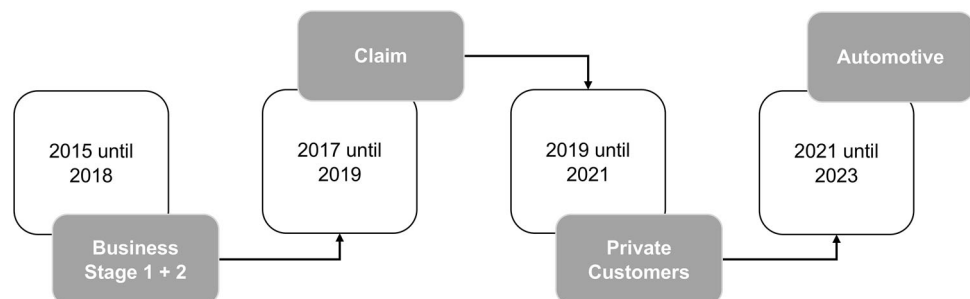 2015 until
2018
Business
Stage 1 + 2
Claim
2017 until
2019
2019 until
2021
Private
Customers
Automotive
2021 until
2023